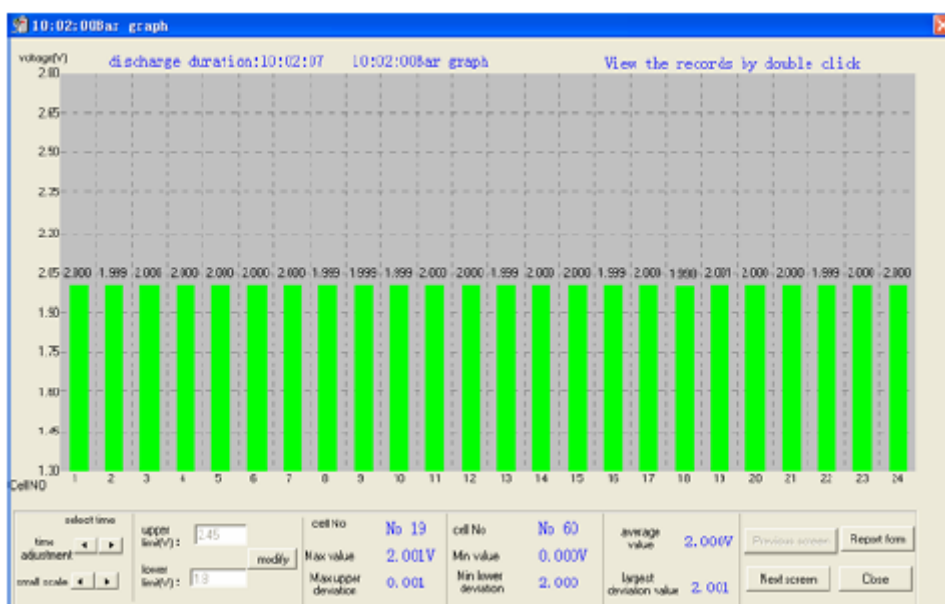 10:02:00Bar graph
voltage(V) discharge duration:10:02:07 10:02:00Bar graph View the records by double click
2.80
2.65
2.50
2.35
2.20
2.05 2.000 1.999 2.000 2.000 2.000 2.000 2.000 1.999 1.999 1.999 2.000 2.000 1.999 2.000 2.000 1.999 2.000 1.998 2.001 2.000 2.000 1.999 2.000 2.000
1.90
1.75
1.60
1.45
1.30
CellNO 1 2 3 4 5 6 7 8 9 10 11 12 13 14 15 16 17 18 19 20 21 22 23 24
select time
time adjustment
small scale
upper limit(V): 2.45
lower limit(V): 1.8
modify
cell No No 19
Max value 2.001V
Max upper deviation 0.001
cell No No 60
Min value 0.000V
Min lower deviation 2.000
average value 2.000V
largest deviation value 2.001
Previous screen Report form
Next screen Close